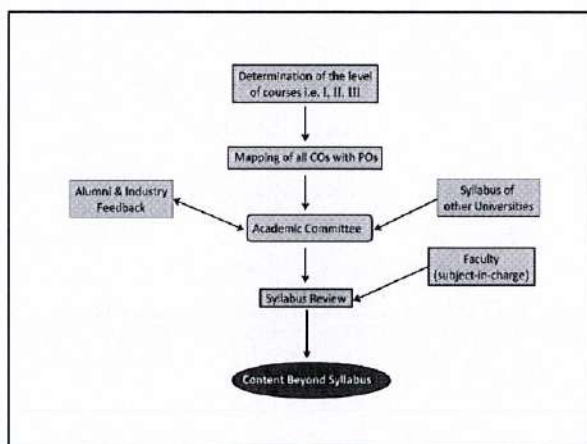 Determination of the level
of courses i.e. I, II, III
Mapping of all COs with POs
Alumni & Industry
Feedback
Syllabus of
other Universities
Academic Committee
Faculty
(subject-in-charge)
Syllabus Review
Content Beyond Syllabus